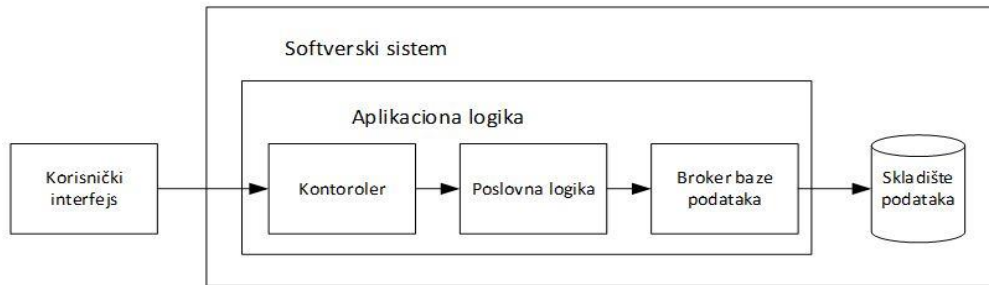 Softverski sistem
Aplikaciona logika
Korisnički
interfejs
Kontoroler
Poslovna logika
Broker baze
podataka
Skladište
podataka